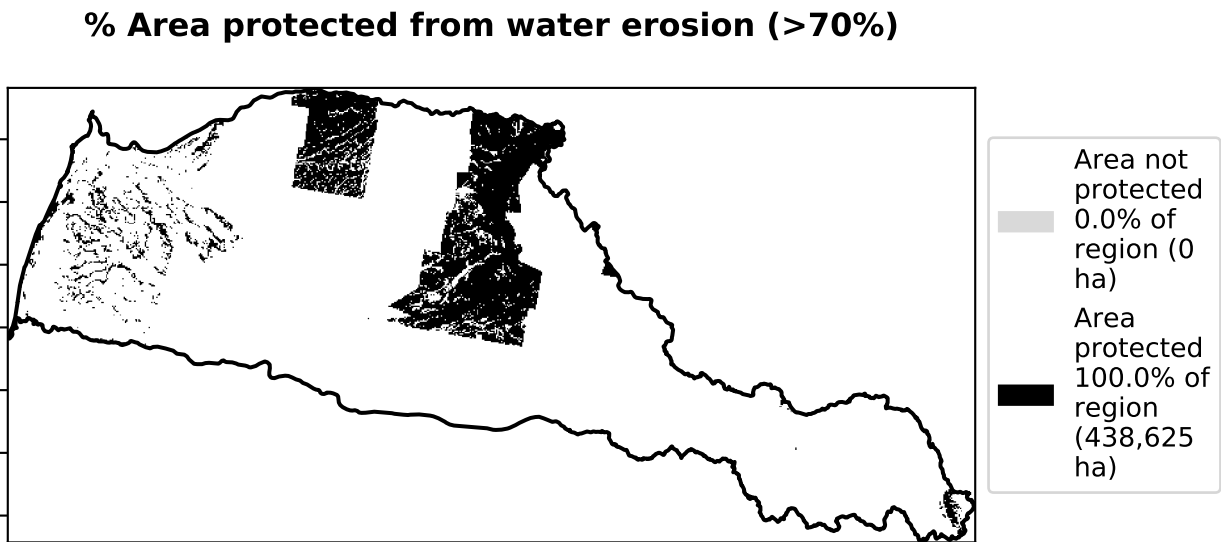 % Area protected from water erosion (>70%)
Area not
protected
0.0% of
region (0
ha)
Area
protected
100.0% of
region
(438,625
ha)